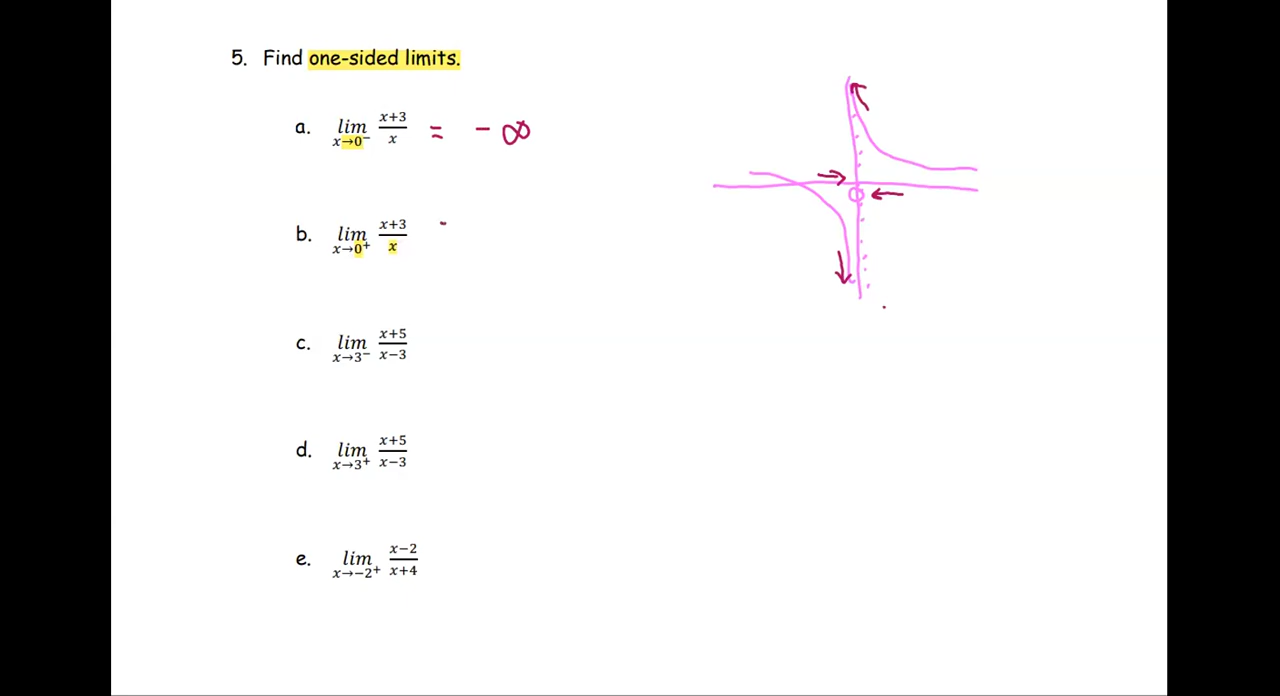 5. Find one-sided limits.
a. lim x→0⁻ x+3/x = - ∞
b. lim x→0⁺ x+3/x -
c. lim x→3⁻ x+5/x−3
d. lim x→3⁺ x+5/x−3
e. lim x→−2⁺ x−2/x+4